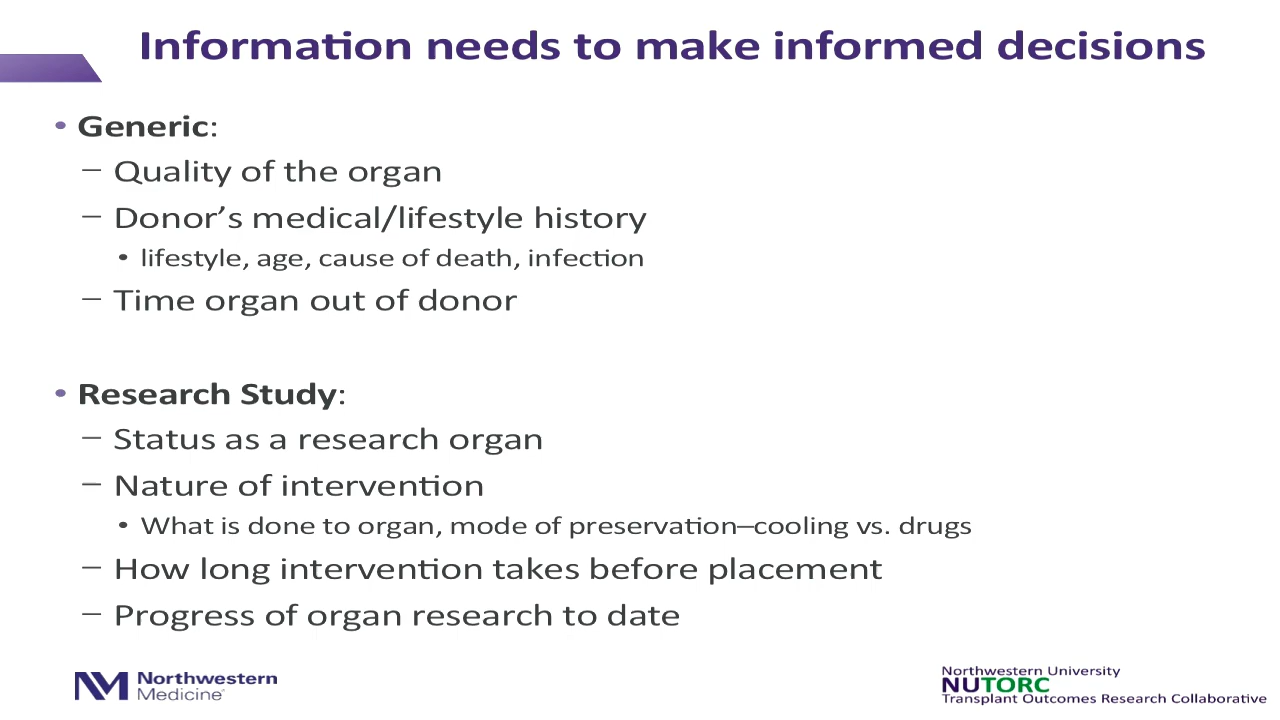 Information needs to make informed decisions
• Generic:
– Quality of the organ
– Donor’s medical/lifestyle history
• lifestyle, age, cause of death, infection
– Time organ out of donor
• Research Study:
– Status as a research organ
– Nature of intervention
• What is done to organ, mode of preservation—cooling vs. drugs
– How long intervention takes before placement
– Progress of organ research to date
NM Northwestern
Medicine®
Northwestern University
NUTORC
Transplant Outcomes Research Collaborative